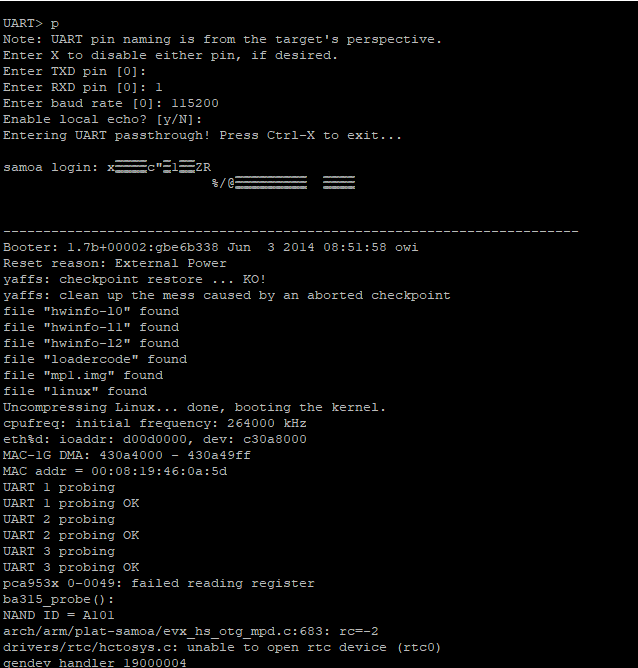 UART> p
Note: UART pin naming is from the target's perspective.
Enter X to disable either pin, if desired.
Enter TXD pin [0]:
Enter RXD pin [0]: 1
Enter baud rate [0]: 115200
Enable local echo? [y/N]:
Entering UART passthrough! Press Ctrl-X to exit...
samoa login:
-----------------------------------------------------------------------
Booter: 1.7b+00002:gbe6b338 Jun  3 2014 08:51:58 owi
Reset reason: External Power
yaffs: checkpoint restore ... KO!
yaffs: clean up the mess caused by an aborted checkpoint
file "hwinfo-l0" found
file "hwinfo-l1" found
file "hwinfo-l2" found
file "loadercode" found
file "mpl.img" found
file "linux" found
Uncompressing Linux... done, booting the kernel.
cpufreq: initial frequency: 264000 kHz
eth%d: ioaddr: d00d0000, dev: c30a8000
MAC-1G DMA: 430a4000 - 430a49ff
MAC addr = 00:08:19:46:0a:5d
UART 1 probing
UART 1 probing OK
UART 2 probing
UART 2 probing OK
UART 3 probing
UART 3 probing OK
pca953x 0-0049: failed reading register
ba315_probe():
NAND ID = A101
arch/arm/plat-samoa/evx_hs_otg_mpd.c:683: rc=-2
drivers/rtc/hctosys.c: unable to open rtc device (rtc0)
gendev handler 19000004